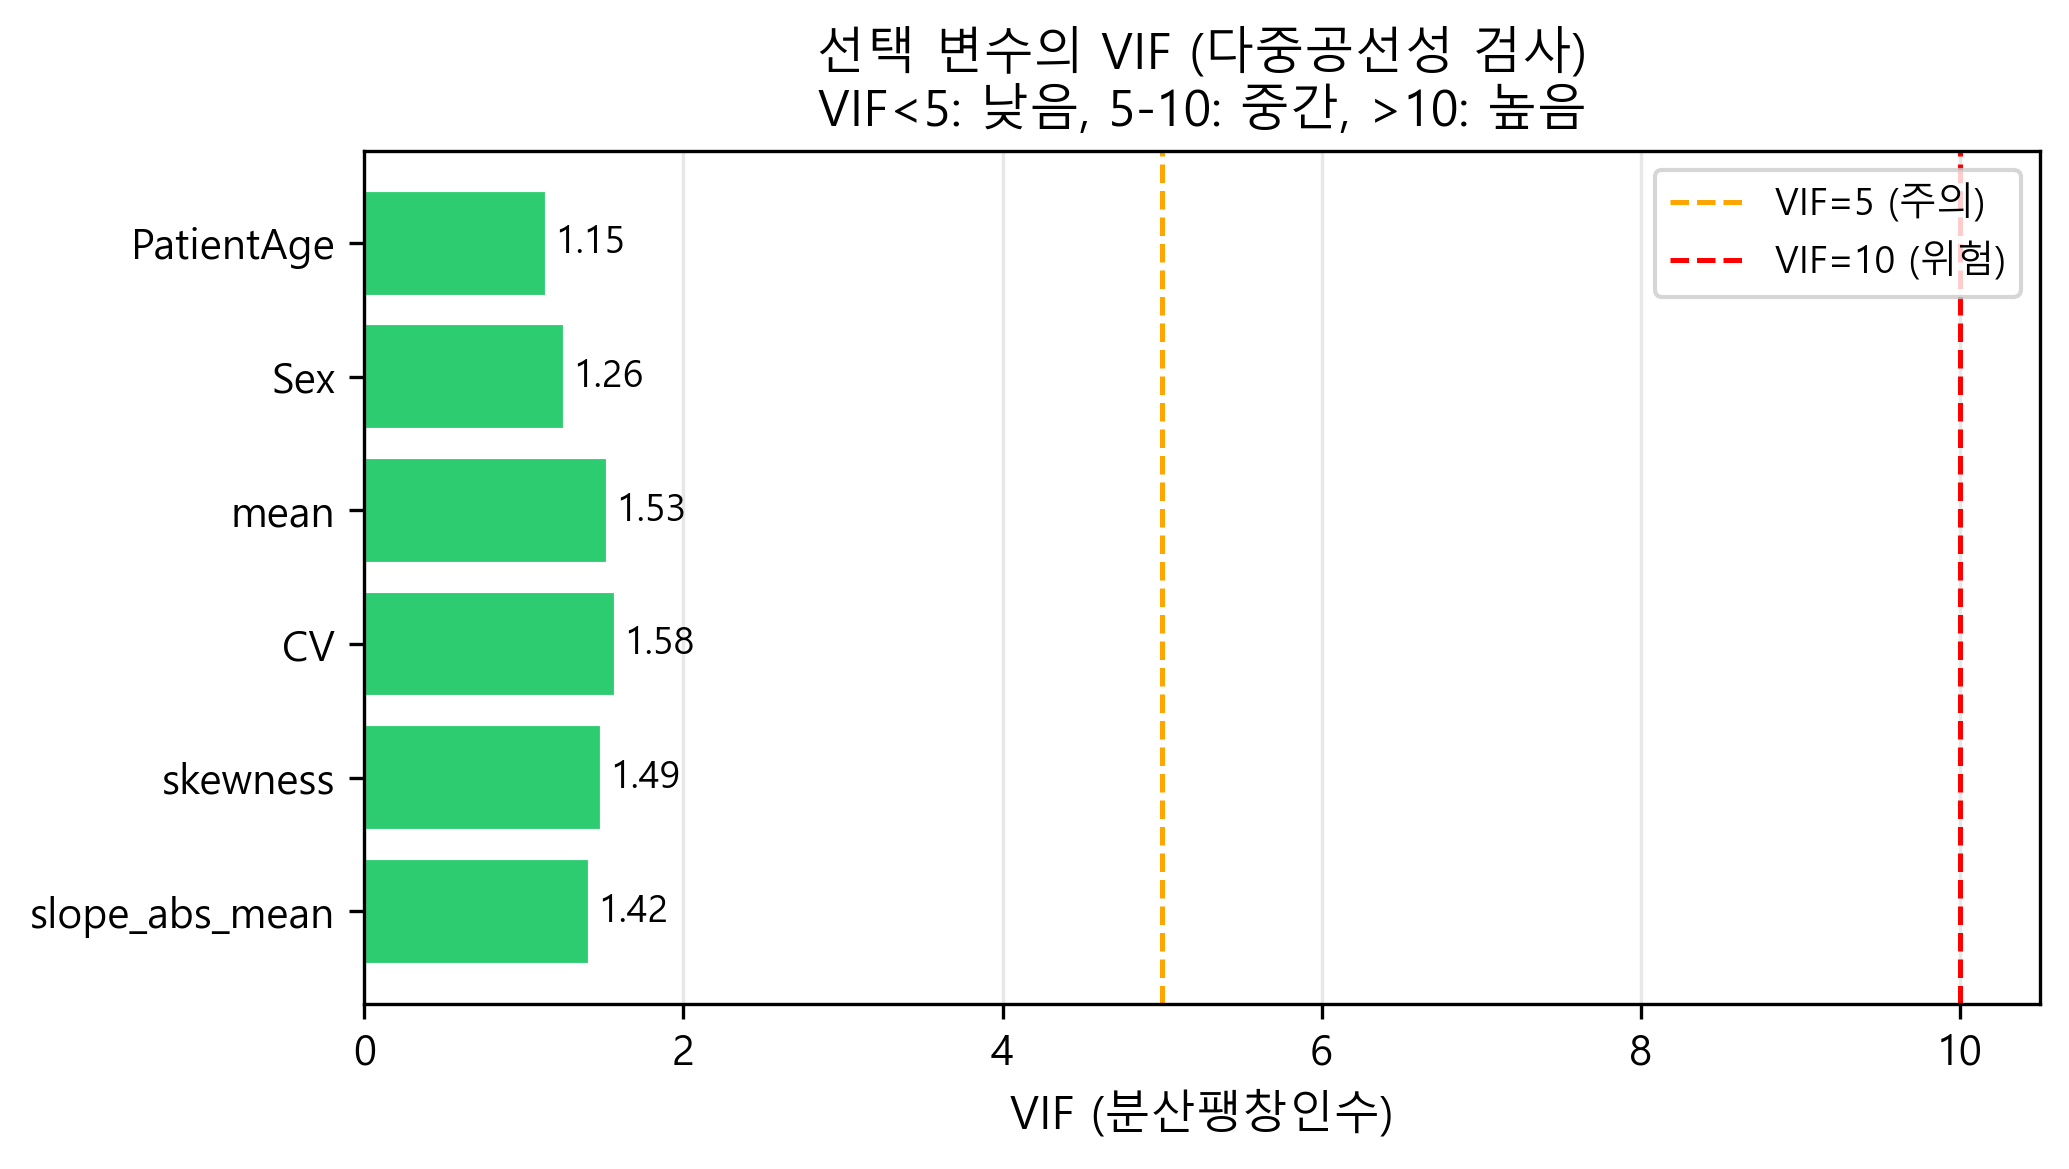 선택 변수의 VIF (다중공선성 검사)
VIF<5: 낮음, 5-10: 중간, >10: 높음
VIF=5 (주의)
VIF=10 (위험)
PatientAge
1.15
Sex
1.26
mean
1.53
CV
1.58
skewness
1.49
slope_abs_mean
1.42
0 2 4 6 8 10
VIF (분산팽창인수)